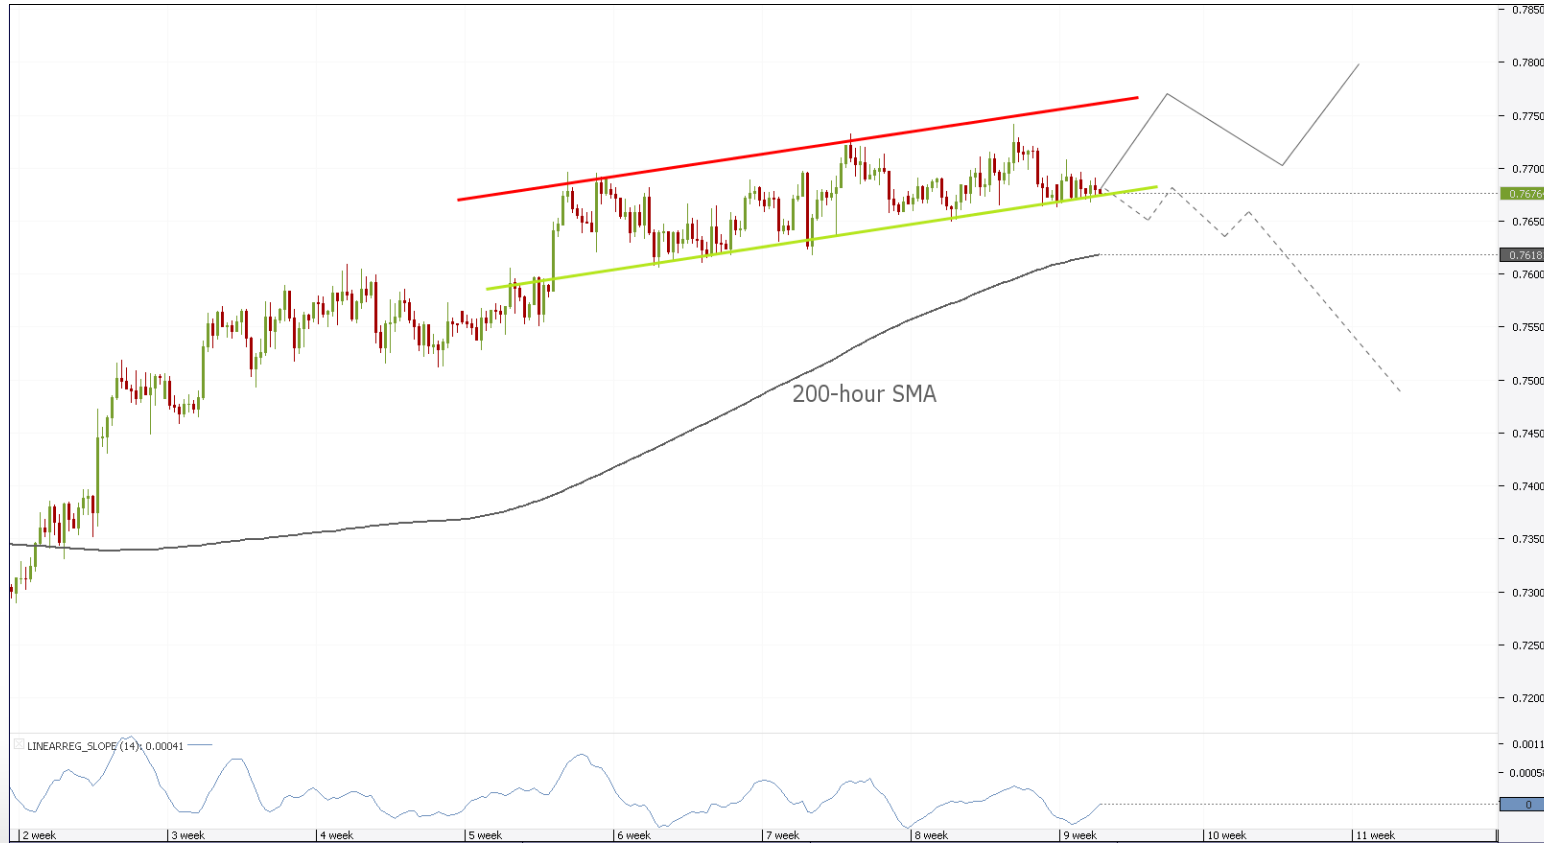 0.7850
0.7800
0.7750
0.7700
0.7676
0.7650
0.7618
0.7600
0.7550
200-hour SMA
0.7500
0.7450
0.7400
0.7350
0.7300
0.7250
0.7200
LINEARREG_SLOPE (14): 0.00041
0.0011
0.00058
0
2 week
3 week
4 week
5 week
6 week
7 week
8 week
9 week
10 week
11 week